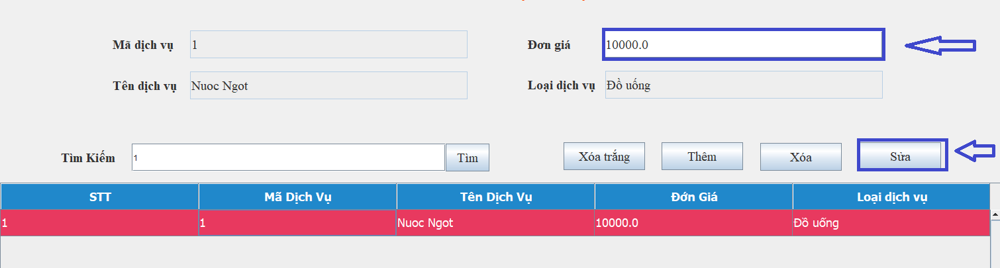 Mã dịch vụ 1 Đơn giá 10000.0
Tên dịch vụ Nuoc Ngot Loại dịch vụ Đồ uống
Tìm Kiếm 1 Tìm Xóa trắng Thêm Xóa Sửa
STT Mã Dịch Vụ Tên Dịch Vụ Đớn Giá Loại dịch vụ
1 1 Nuoc Ngot 10000.0 Đồ uống